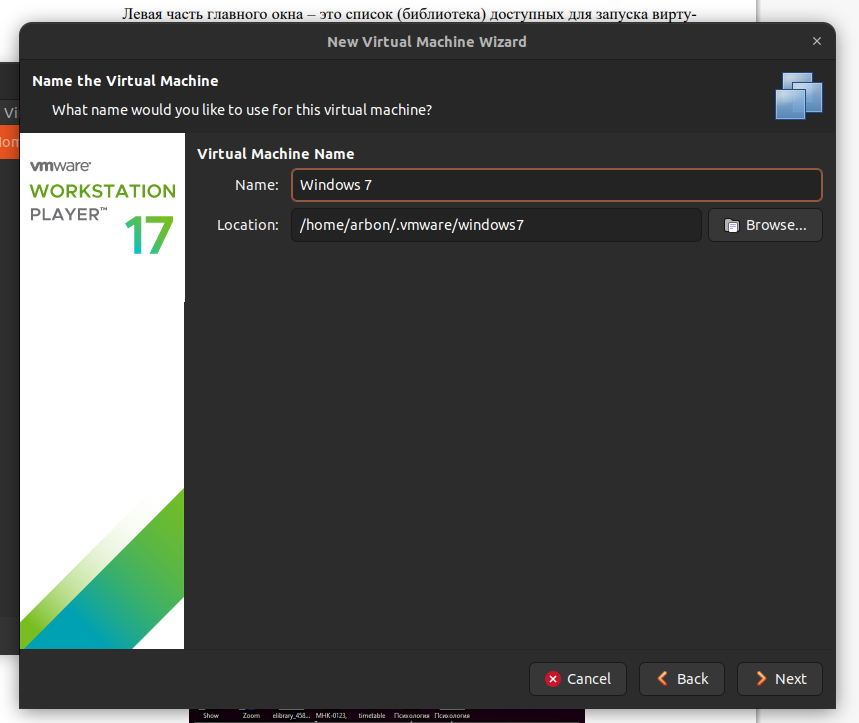 Левая часть главного окна – это список (библиотека) доступных для запуска вирту-
New Virtual Machine Wizard
Name the Virtual Machine
What name would you like to use for this virtual machine?
Vi
vmware
WORKSTATION
PLAYER™
17
Virtual Machine Name
Name: Windows 7
Location: /home/arbon/.vmware/windows7 Browse...
Cancel Back Next
Show Zoom elibrary_458... МНК-0123, timetable Психология Психология